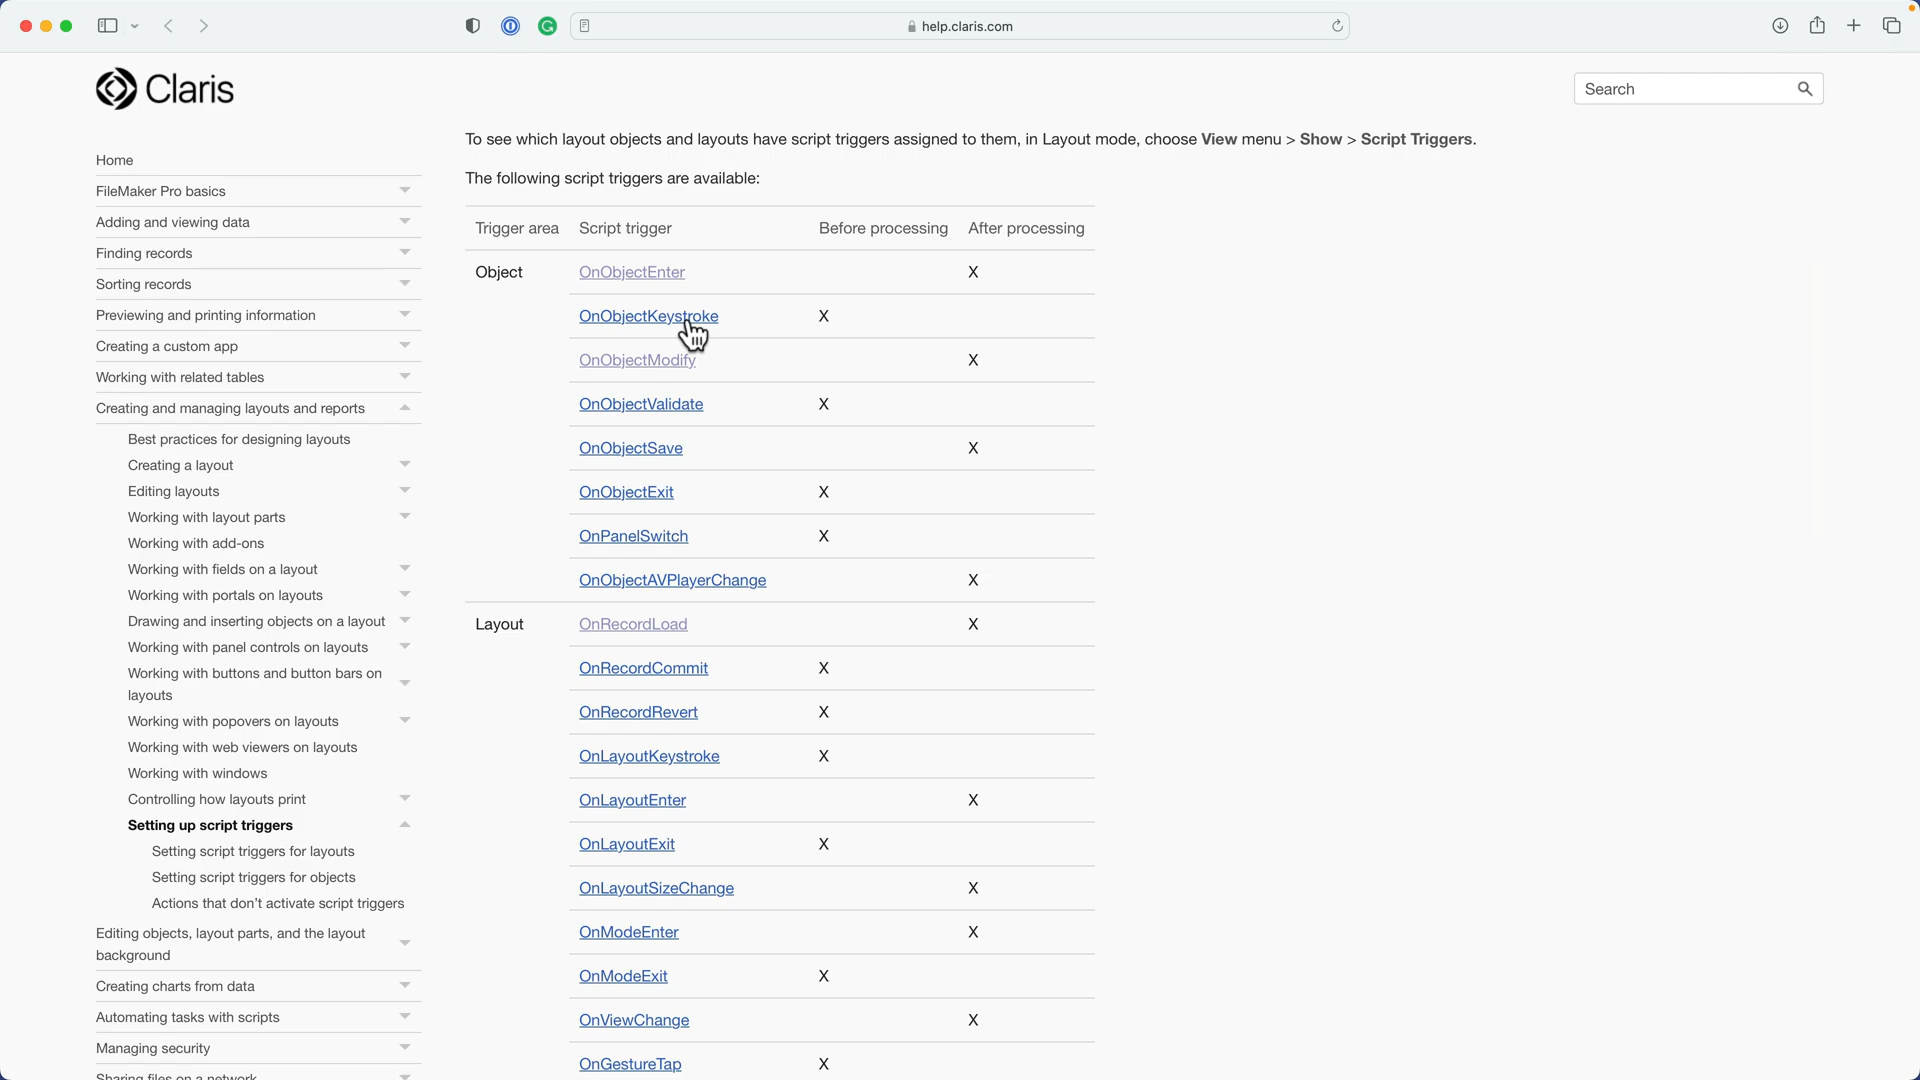 help.claris.com
Claris
Search
Home
FileMaker Pro basics
Adding and viewing data
Finding records
Sorting records
Previewing and printing information
Creating a custom app
Working with related tables
Creating and managing layouts and reports
Best practices for designing layouts
Creating a layout
Editing layouts
Working with layout parts
Working with add-ons
Working with fields on a layout
Working with portals on layouts
Drawing and inserting objects on a layout
Working with panel controls on layouts
Working with buttons and button bars on
layouts
Working with popovers on layouts
Working with web viewers on layouts
Working with windows
Controlling how layouts print
Setting up script triggers
Setting script triggers for layouts
Setting script triggers for objects
Actions that don't activate script triggers
Editing objects, layout parts, and the layout
background
Creating charts from data
Automating tasks with scripts
Managing security
Sharing files on a network
To see which layout objects and layouts have script triggers assigned to them, in Layout mode, choose View menu > Show > Script Triggers.
The following script triggers are available:
Trigger area Script trigger Before processing After processing
Object OnObjectEnter X
OnObjectKeystroke X
OnObjectModify X
OnObjectValidate X
OnObjectSave X
OnObjectExit X
OnPanelSwitch X
OnObjectAVPlayerChange X
Layout OnRecordLoad X
OnRecordCommit X
OnRecordRevert X
OnLayoutKeystroke X
OnLayoutEnter X
OnLayoutExit X
OnLayoutSizeChange X
OnModeEnter X
OnModeExit X
OnViewChange X
OnGestureTap X